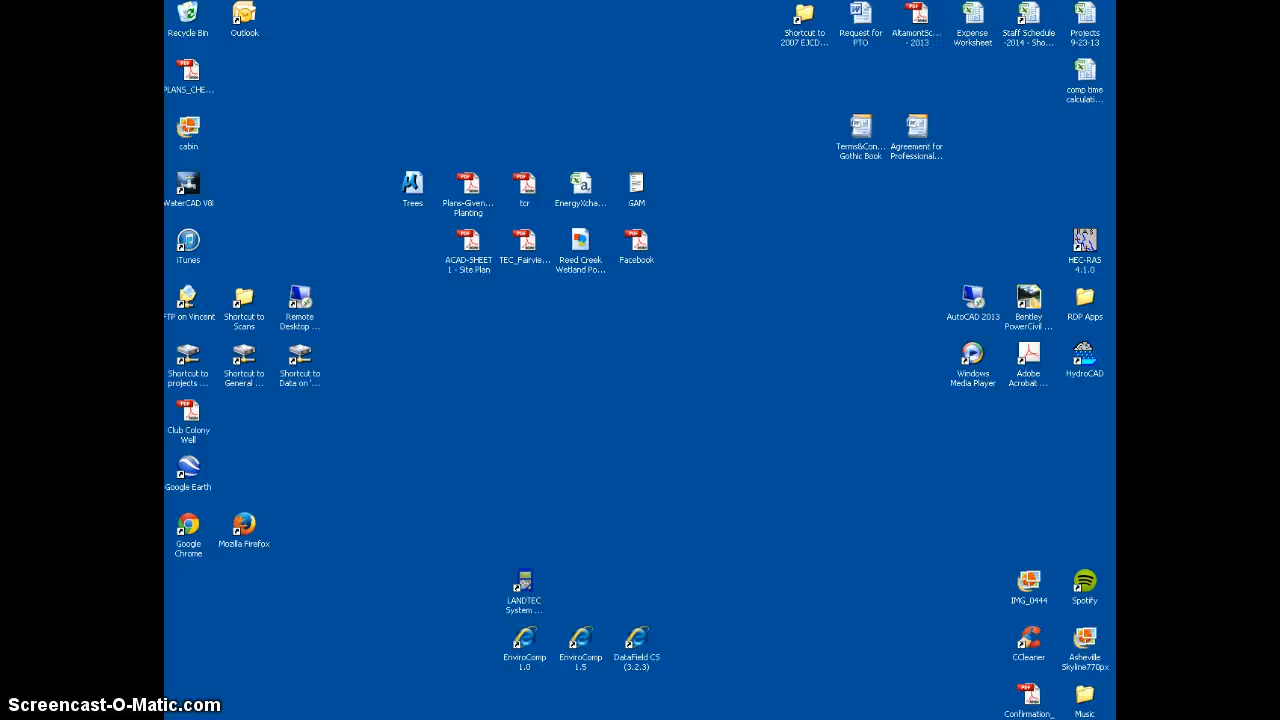 Recycle Bin
Outlook
Shortcut to
2007 EJCD...
Request for
PTO
AltamontSc...
- 2013
Expense
Worksheet
Staff Schedule
-2014 - Sho...
Projects
9-23-13
PLANS_CHE...
comp time
calculati...
cabin
Terms&Con...
Gothic Book
Agreement for
Professional...
WaterCAD V8i
Trees
Plans-Given...
Planting
tcr
EnergyXcha...
GAM
iTunes
ACAD-SHEET
1 - Site Plan
TEC_Fairvie...
Reed Creek
Wetland Po...
Facebook
HEC-RAS
4.1.0
FTP on Vincent
Shortcut to
Scans
Remote
Desktop ...
AutoCAD 2013
Bentley
PowerCivil ...
RDP Apps
Shortcut to
projects ...
Shortcut to
General ...
Shortcut to
Data on '...
Windows
Media Player
Adobe
Acrobat ...
HydroCAD
Club Colony
Well
Google Earth
Google
Chrome
Mozilla Firefox
LANDTEC
System ...
IMG_0444
Spotify
EnviroComp
1.0
EnviroComp
1.5
DataField CS
(3.2.3)
CCleaner
Asheville
Skyline770px
Confirmation_
Music
Screencast-O-Matic.com